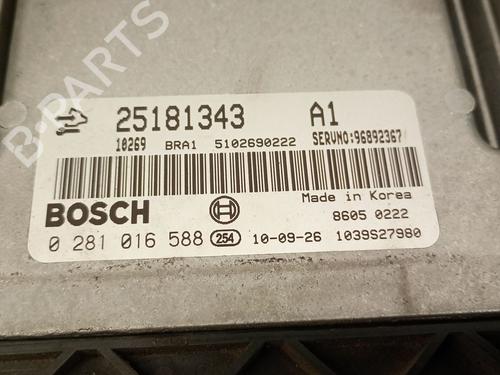 B-PARTS
25181343 A1
10269 BRA1 5102690222 SERVNO:96892367
BOSCH
Made in Korea
8605 0222
0 281 016 588 254 10-09-26 1039S27980